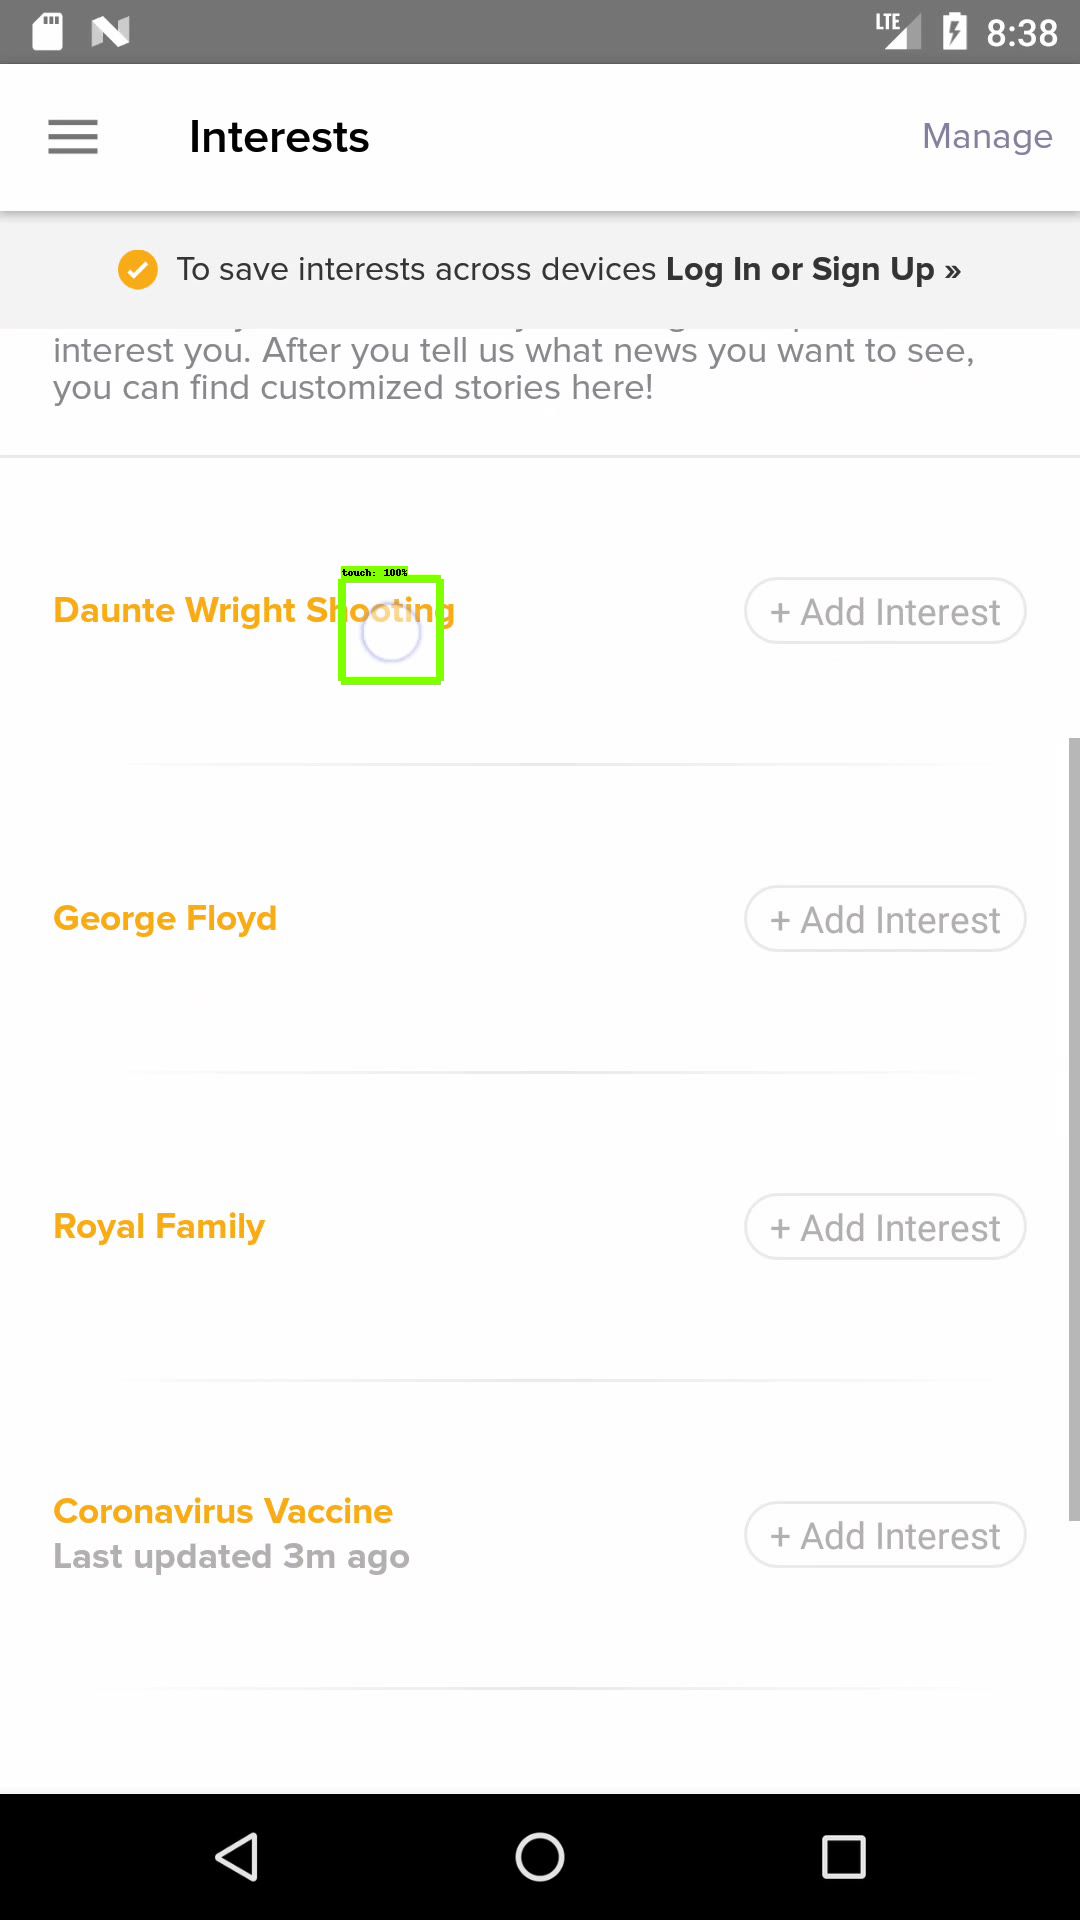 LTE 8:38
Interests
Manage
To save interests across devices Log In or Sign Up »
interest you. After you tell us what news you want to see,
you can find customized stories here!
touch: 100%
Daunte Wright Shooting
+ Add Interest
George Floyd
+ Add Interest
Royal Family
+ Add Interest
Coronavirus Vaccine
Last updated 3m ago
+ Add Interest